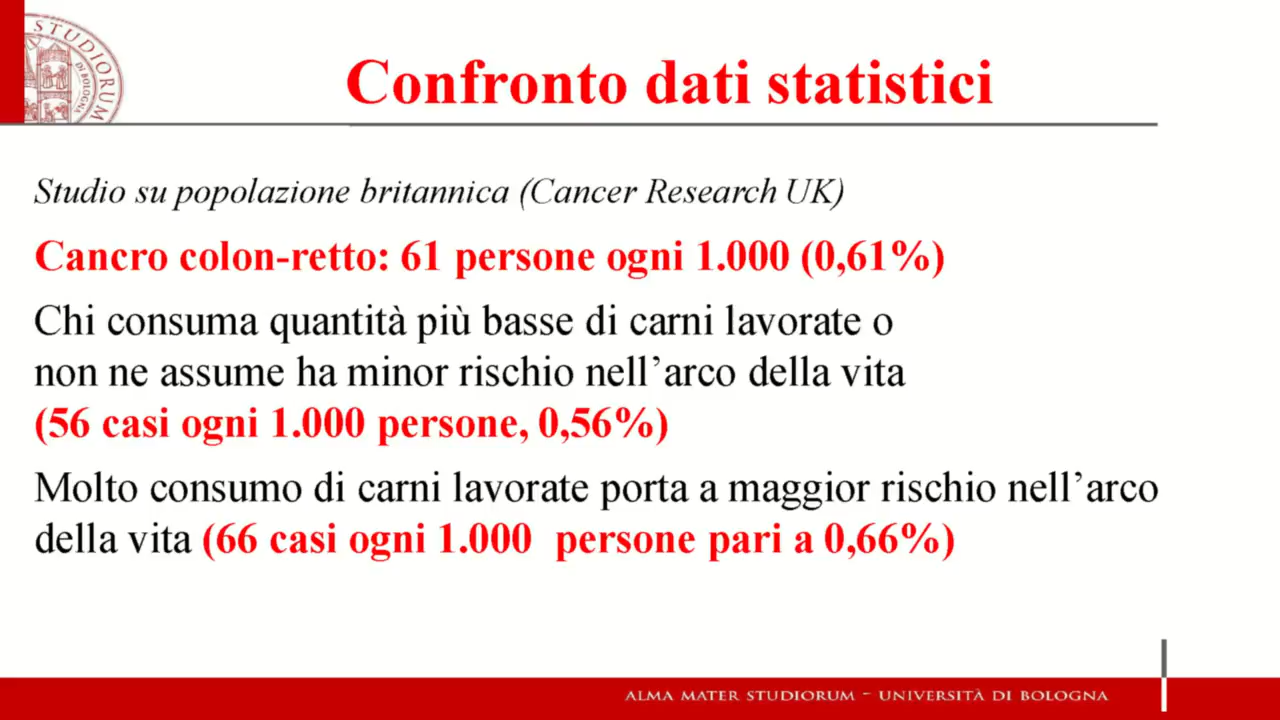 STUDIORUM
DI BOLOGNA
Confronto dati statistici
Studio su popolazione britannica (Cancer Research UK)
Cancro colon-retto: 61 persone ogni 1.000 (0,61%)
Chi consuma quantità più basse di carni lavorate o
non ne assume ha minor rischio nell’arco della vita
(56 casi ogni 1.000 persone, 0,56%)
Molto consumo di carni lavorate porta a maggior rischio nell’arco
della vita (66 casi ogni 1.000 persone pari a 0,66%)
ALMA MATER STUDIORUM – UNIVERSITÀ DI BOLOGNA